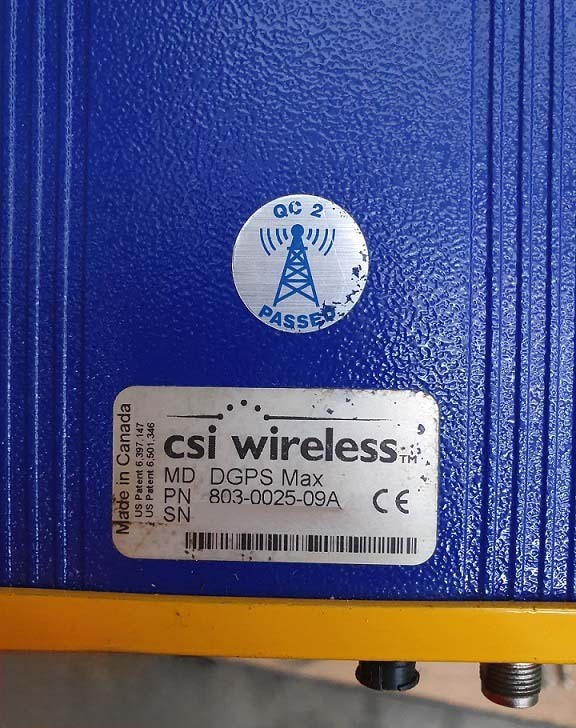 QC 2
PASSED
csi wireless™
MD DGPS Max
PN 803-0025-09A
SN
CE
Made in Canada
US Patent 6,397,147
US Patent 6,501,346